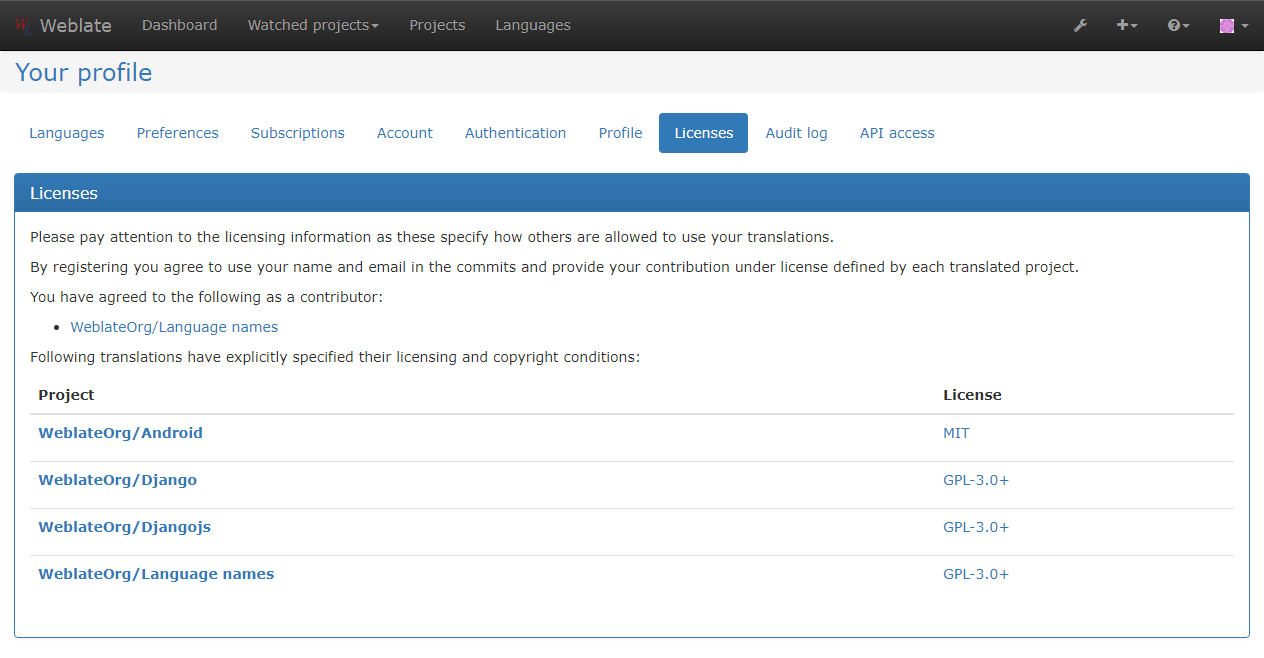 Weblate Dashboard Watched projects Projects Languages
Your profile
Languages Preferences Subscriptions Account Authentication Profile Licenses Audit log API access
Licenses
Please pay attention to the licensing information as these specify how others are allowed to use your translations.
By registering you agree to use your name and email in the commits and provide your contribution under license defined by each translated project.
You have agreed to the following as a contributor:
• WeblateOrg/Language names
Following translations have explicitly specified their licensing and copyright conditions:
Project License
WeblateOrg/Android MIT
WeblateOrg/Django GPL-3.0+
WeblateOrg/Djangojs GPL-3.0+
WeblateOrg/Language names GPL-3.0+